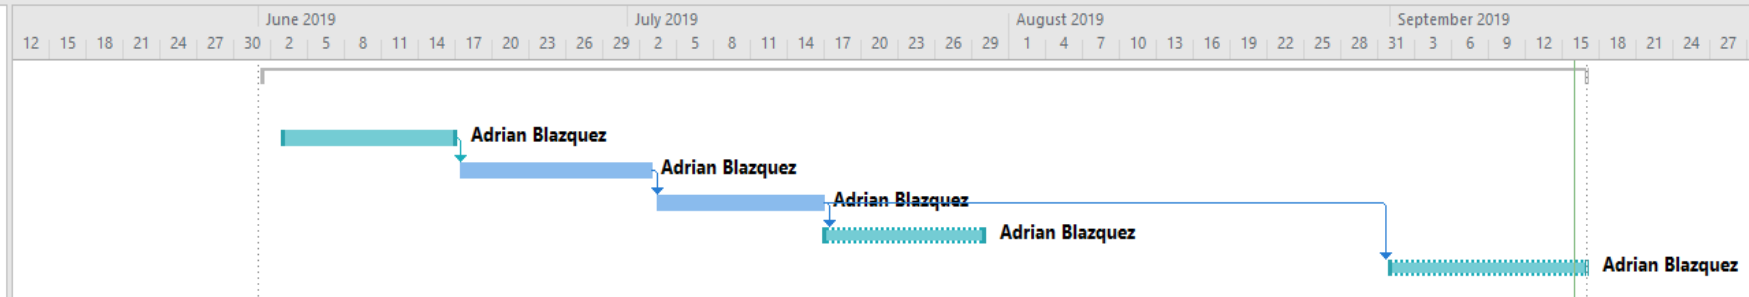 June 2019 July 2019 August 2019 September 2019
12 15 18 21 24 27 30 2 5 8 11 14 17 20 23 26 29 2 5 8 11 14 17 20 23 26 29 1 4 7 10 13 16 19 22 25 28 31 3 6 9 12 15 18 21 24 27
Adrian Blazquez
Adrian Blazquez
Adrian Blazquez
Adrian Blazquez
Adrian Blazquez